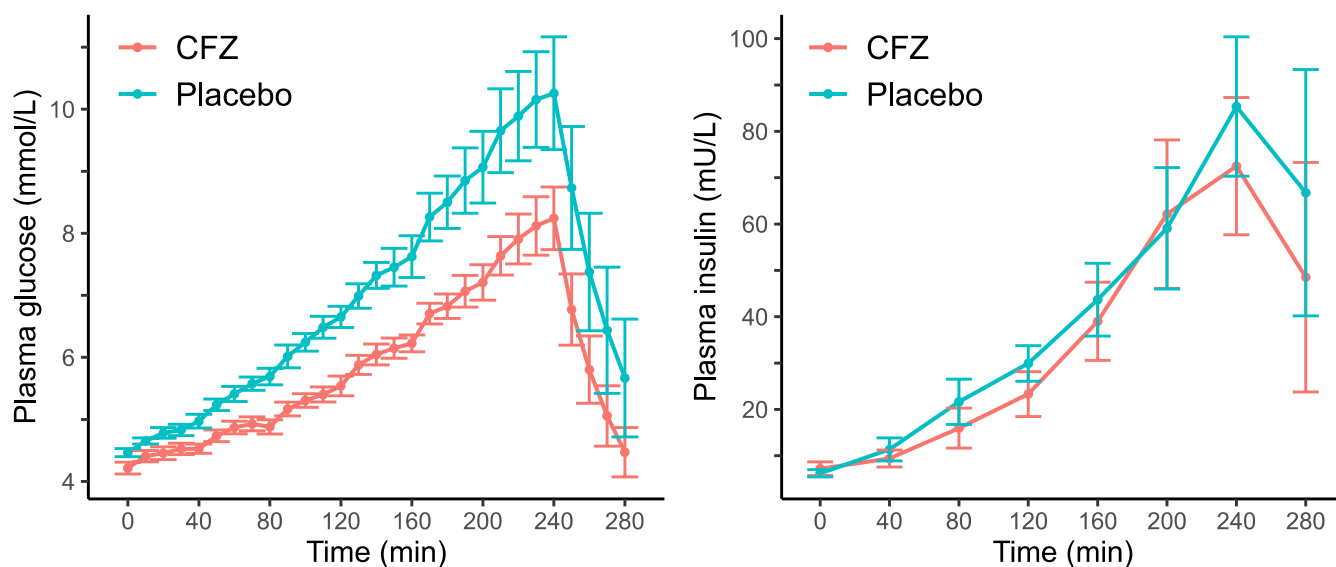 Plasma glucose (mmol/L)
CFZ
Placebo
10
8
6
4
0 40 80 120 160 200 240 280
Time (min)
Plasma insulin (mU/L)
CFZ
Placebo
100
80
60
40
20
0 40 80 120 160 200 240 280
Time (min)